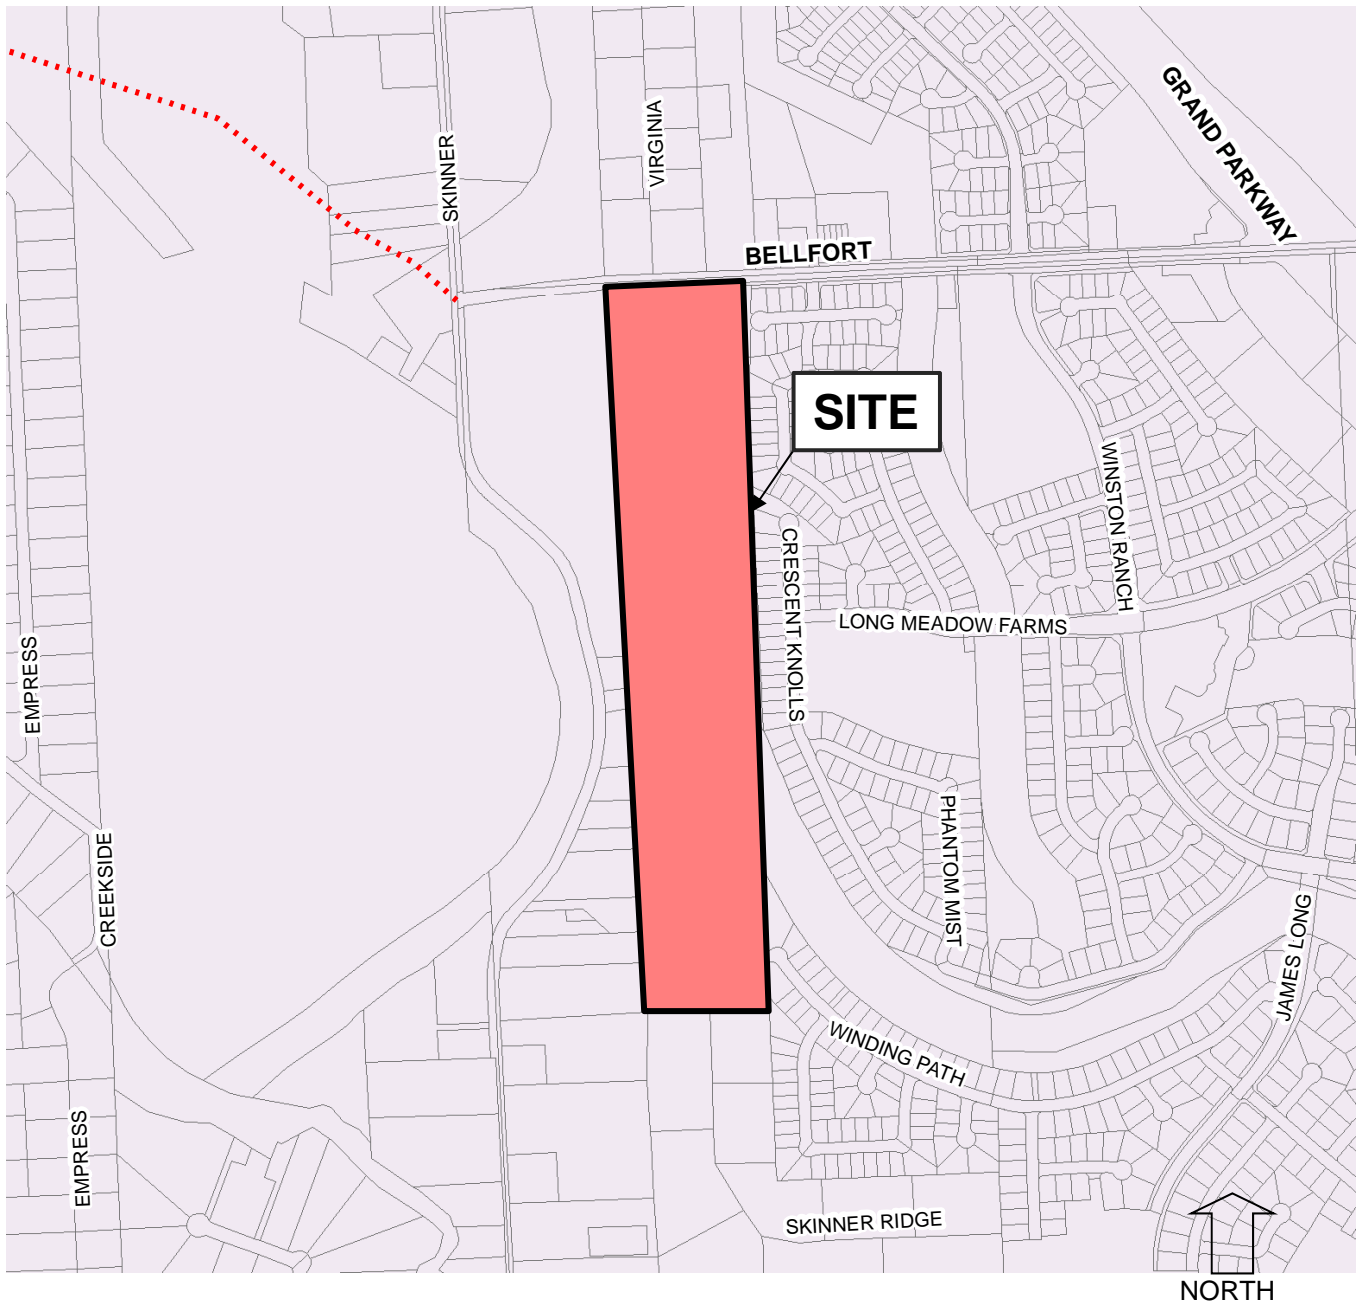 GRAND PARKWAY
VIRGINIA
SKINNER
BELLFORT
SITE
WINSTON RANCH
CRESCENT KNOLLS
LONG MEADOW FARMS
EMPRESS
PHANTOM MIST
CREEKSIDE
JAMES LONG
WINDING PATH
EMPRESS
SKINNER RIDGE
NORTH